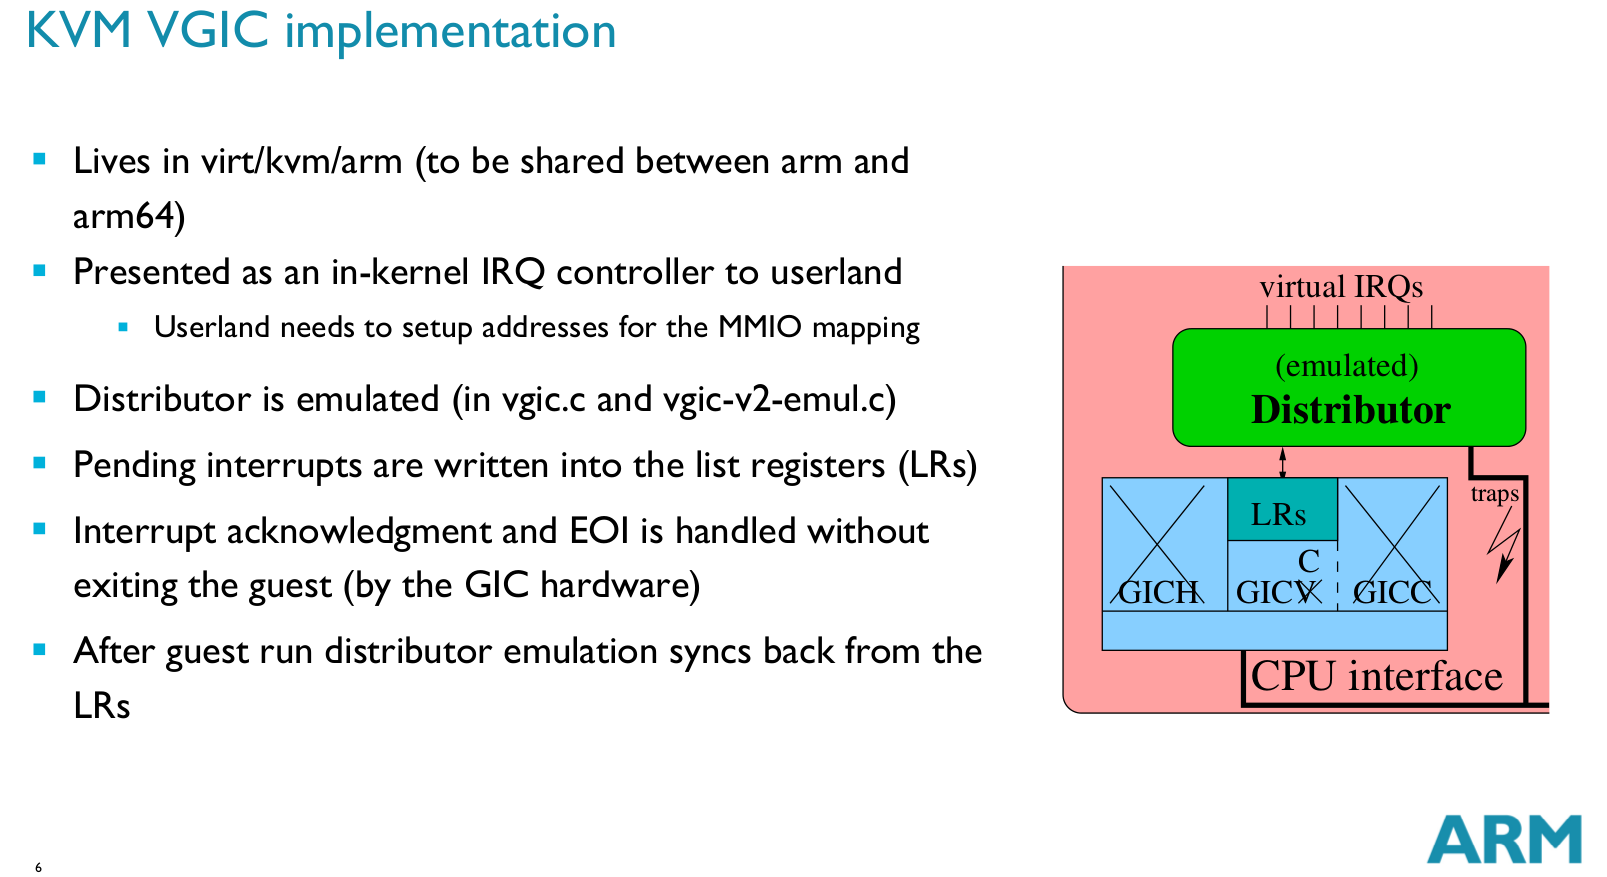 KVM VGIC implementation
Lives in virt/kvm/arm (to be shared between arm and
arm64)
Presented as an in-kernel IRQ controller to userland
Userland needs to setup addresses for the MMIO mapping
Distributor is emulated (in vgic.c and vgic-v2-emul.c)
Pending interrupts are written into the list registers (LRs)
Interrupt acknowledgment and EOI is handled without
exiting the guest (by the GIC hardware)
After guest run distributor emulation syncs back from the
LRs
virtual IRQs
(emulated)
Distributor
traps
LRs
C
GICH
GICV
GICC
CPU interface
6
ARM